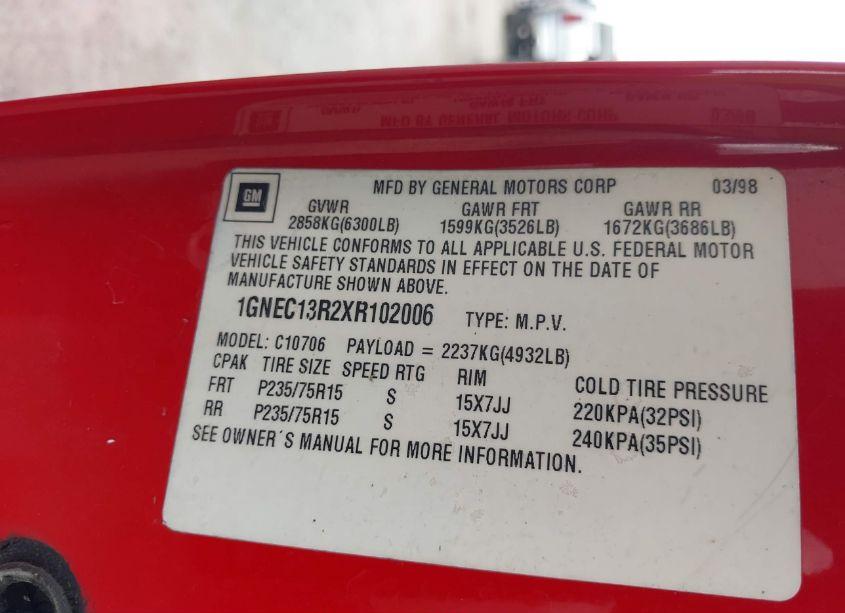 GM
MFD BY GENERAL MOTORS CORP 03/98
GVWR GAWR FRT GAWR RR
2858KG(6300LB) 1599KG(3526LB) 1672KG(3686LB)
THIS VEHICLE CONFORMS TO ALL APPLICABLE U.S. FEDERAL MOTOR
VEHICLE SAFETY STANDARDS IN EFFECT ON THE DATE OF
MANUFACTURE SHOWN ABOVE.
1GNEC13R2XR102006 TYPE: M.P.V.
MODEL: C10706 PAYLOAD = 2237KG(4932LB)
CPAK TIRE SIZE SPEED RTG RIM COLD TIRE PRESSURE
FRT P235/75R15 S 15X7JJ 220KPA(32PSI)
RR P235/75R15 S 15X7JJ 240KPA(35PSI)
SEE OWNER´S MANUAL FOR MORE INFORMATION.